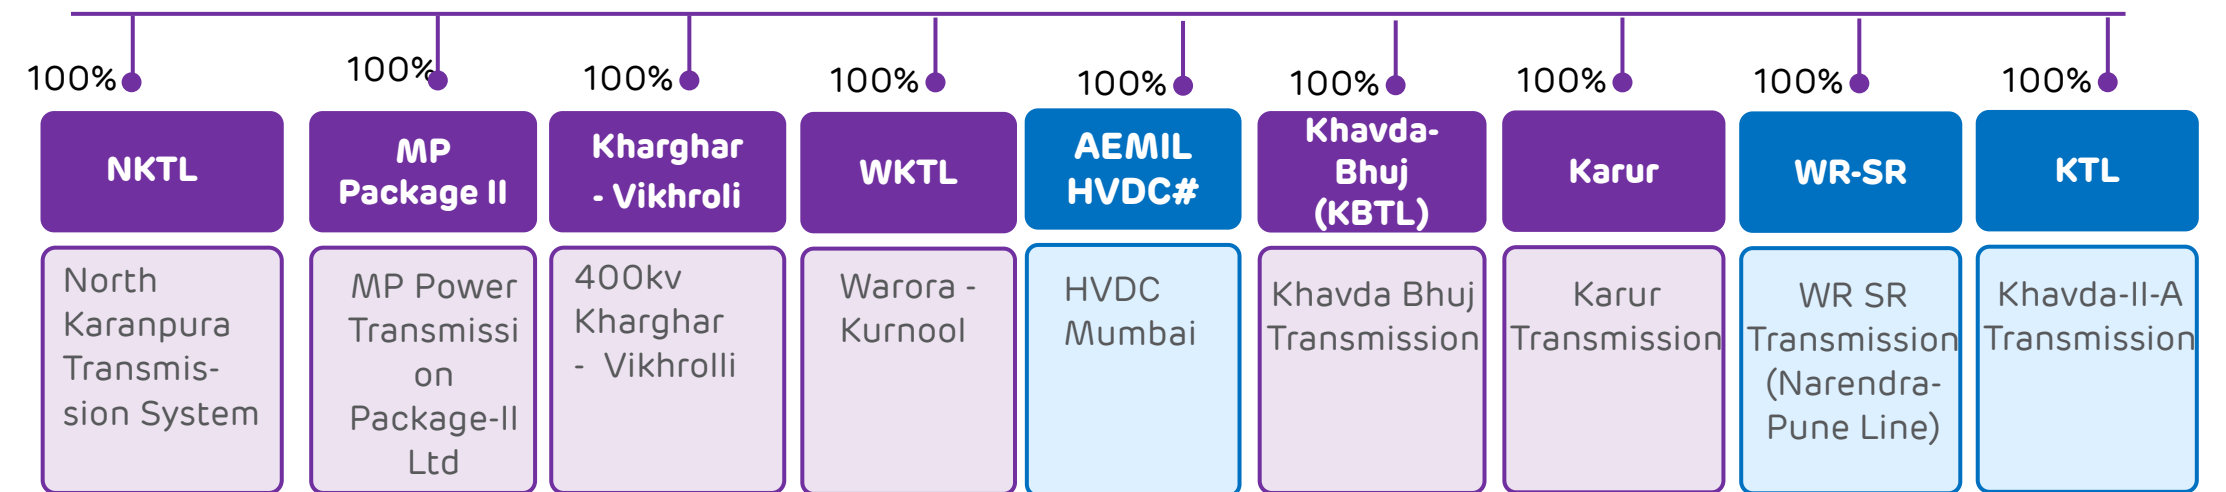 100%
100%
100%
100%
100%
100%
100%
100%
100%
NKTL
MP
Package II
Kharghar
- Vikhroli
WKTL
AEMIL
HVDC#
Khavda-
Bhuj
(KBTL)
Karur
WR-SR
KTL
North
Karanpura
Transmis-
sion System
MP Power
Transmissi
on
Package-II
Ltd
400kv
Kharghar
- Vikhrolli
Warora -
Kurnool
HVDC
Mumbai
Khavda Bhuj
Transmission
Karur
Transmission
WR SR
Transmission
(Narendra-
Pune Line)
Khavda-II-A
Transmission